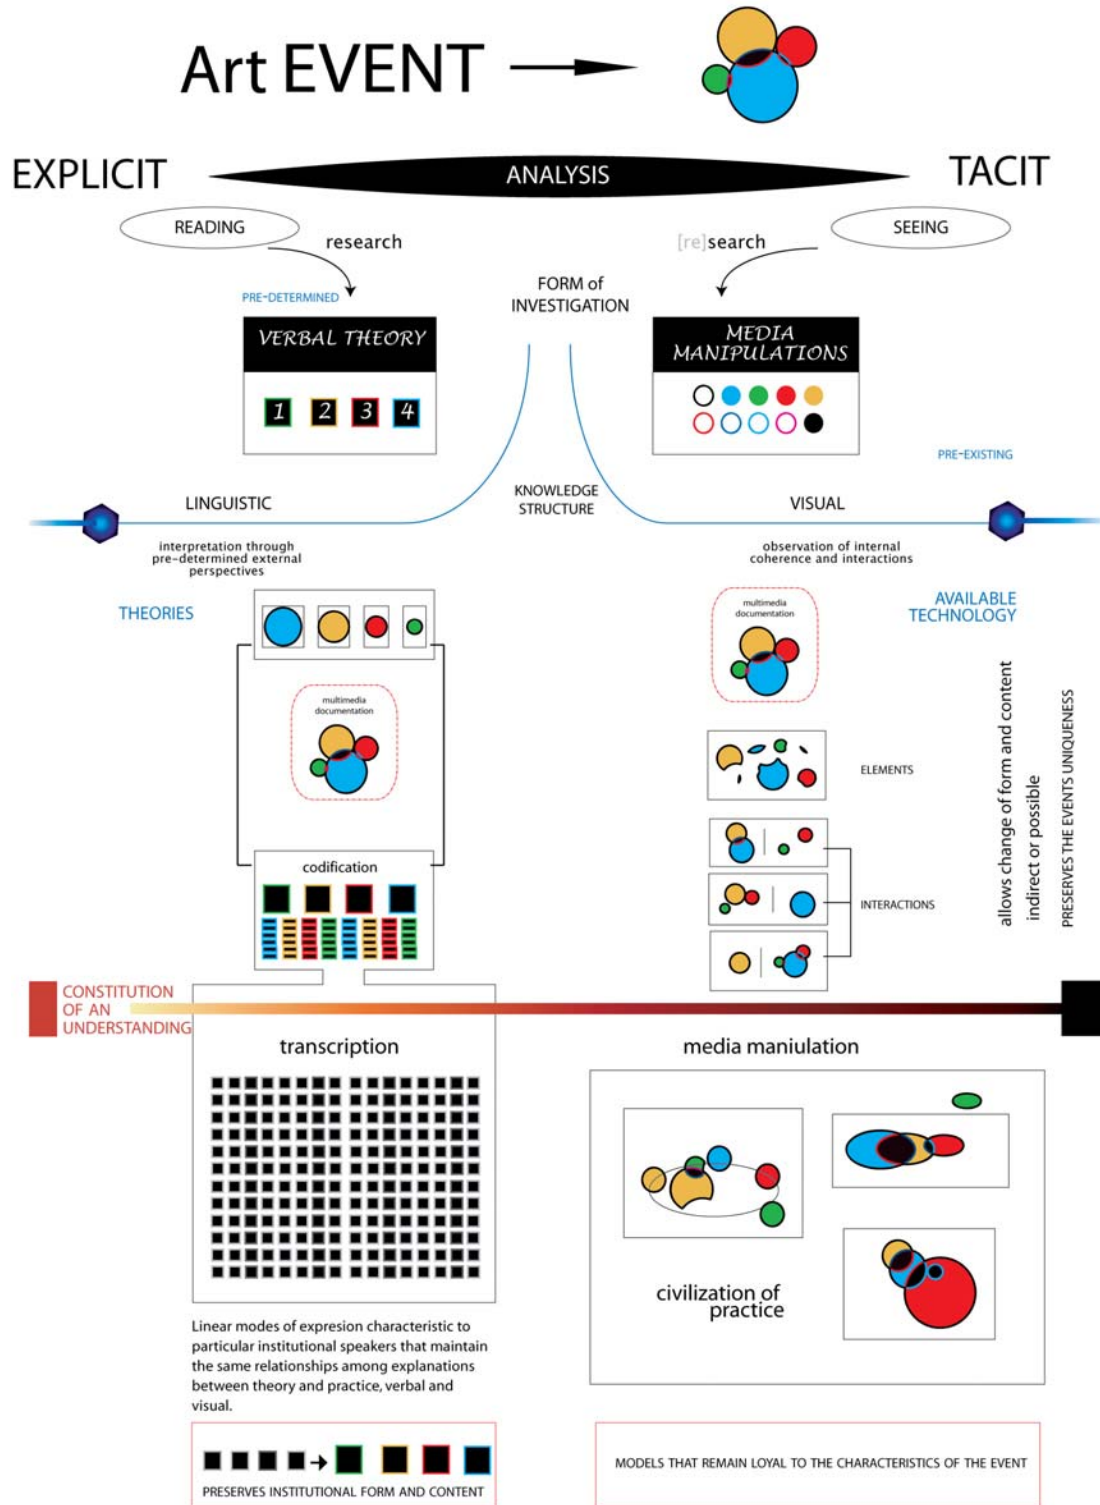 Art EVENT
EXPLICIT
ANALYSIS
TACIT
READING
research
[re]search
SEEING
FORM of
INVESTIGATION
PRE-DETERMINED
VERBAL THEORY
1 2 3 4
MEDIA
MANIPULATIONS
PRE-EXISTING
LINGUISTIC
KNOWLEDGE
STRUCTURE
VISUAL
interpretation through
pre-determined external
perspectives
observation of internal
coherence and interactions
THEORIES
AVAILABLE
TECHNOLOGY
multimedia
documentation
multimedia
documentation
ELEMENTS
INTERACTIONS
allows change of form and content
indirect or possible
PRESERVES THE EVENTS UNIQUENESS
codification
CONSTITUTION
OF AN
UNDERSTANDING
transcription
media maniulation
civilization of
practice
Linear modes of expresion characteristic to
particular institutional speakers that maintain
the same relationships among explanations
between theory and practice, verbal and
visual.
PRESERVES INSTITUTIONAL FORM AND CONTENT
MODELS THAT REMAIN LOYAL TO THE CHARACTERISTICS OF THE EVENT